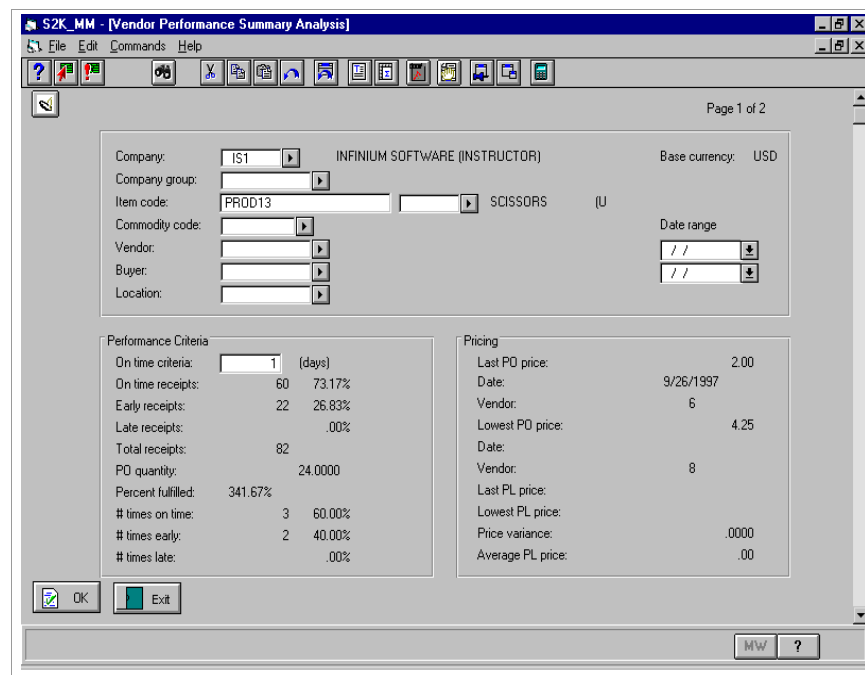 S2K_MM - [Vendor Performance Summary Analysis]
File Edit Commands Help
Page 1 of 2
Company: IS1 INFINIUM SOFTWARE (INSTRUCTOR) Base currency: USD
Company group:
Item code: PROD13 SCISSORS (U
Commodity code: Date range
Vendor: / /
Buyer: / /
Location:
Performance Criteria
On time criteria: 1 (days)
On time receipts: 60 73.17%
Early receipts: 22 26.83%
Late receipts: .00%
Total receipts: 82
PO quantity: 24.0000
Percent fulfilled: 341.67%
# times on time: 3 60.00%
# times early: 2 40.00%
# times late: .00%
Pricing
Last PO price: 2.00
Date: 9/26/1997
Vendor: 6
Lowest PO price: 4.25
Date:
Vendor: 8
Last PL price:
Lowest PL price:
Price variance: .0000
Average PL price: .00
OK Exit
MW ?